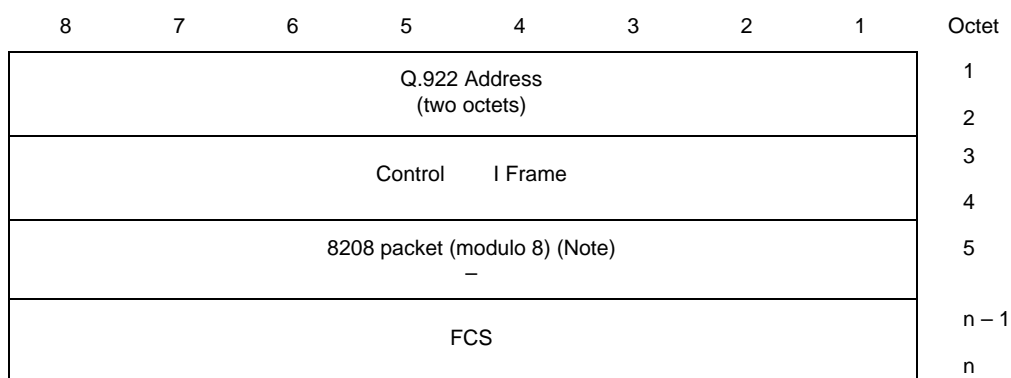 8 7 6 5 4 3 2 1 Octet
Q.922 Address 1
(two octets)
2
3
Control I Frame
4
8208 packet (modulo 8) (Note) 5
–
n – 1
FCS
n